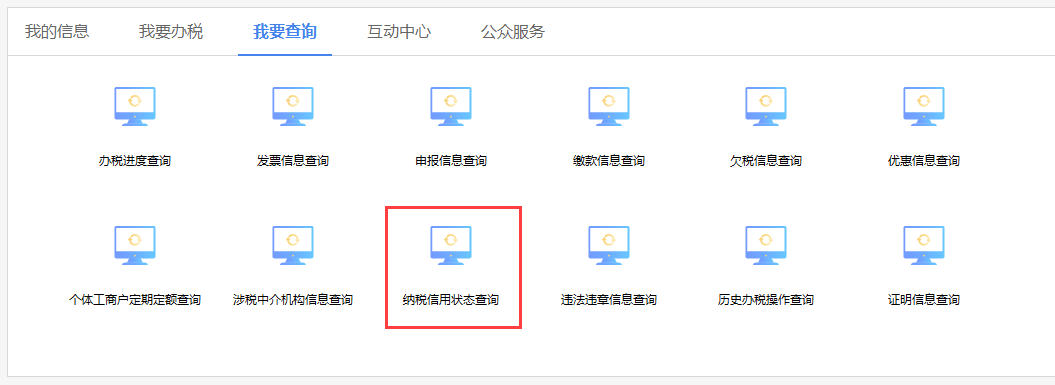 我的信息 我要办税 我要查询 互动中心 公众服务
办税进度查询 发票信息查询 申报信息查询 缴款信息查询 欠税信息查询 优惠信息查询
个体工商户定期定额查询 涉税中介机构信息查询 纳税信用状态查询 违法违章信息查询 历史办税操作查询 证明信息查询